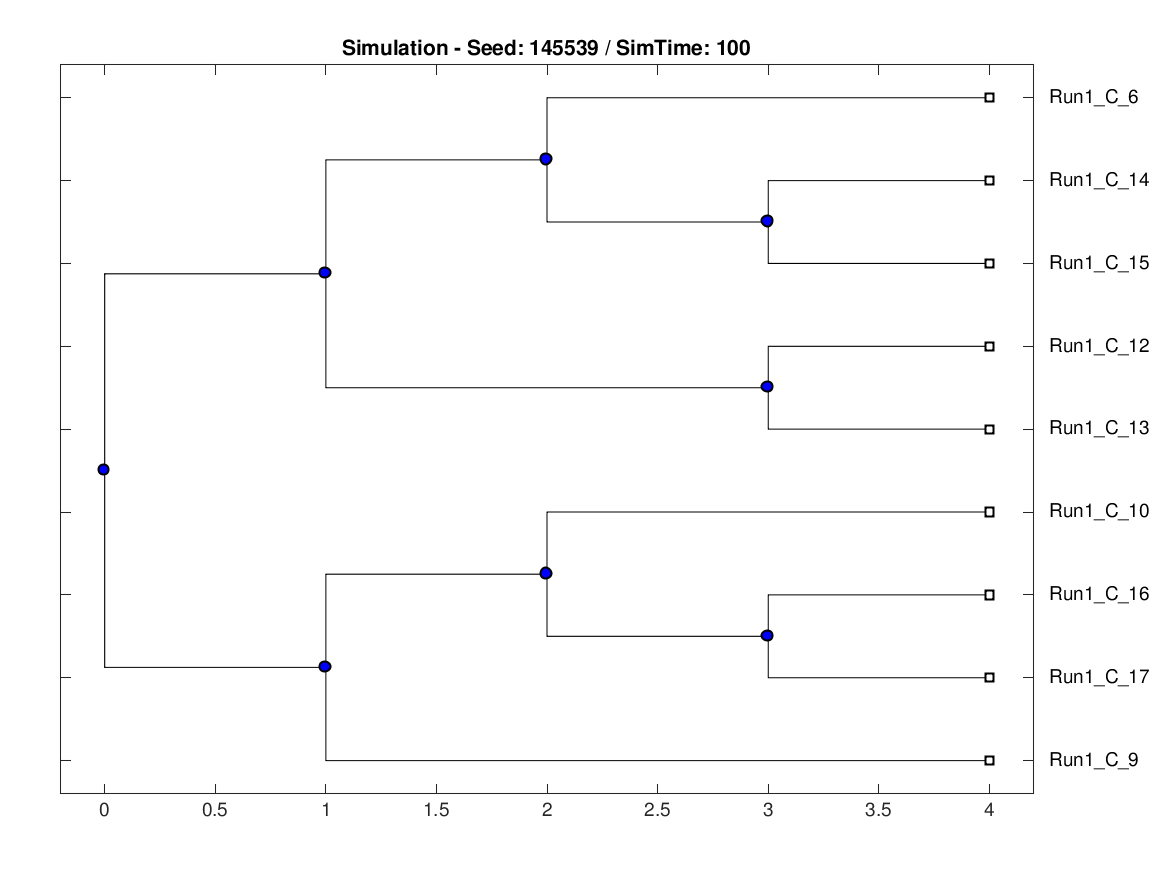 Simulation - Seed: 145539 / SimTime: 100
Run1_C_6
Run1_C_14
Run1_C_15
Run1_C_12
Run1_C_13
Run1_C_10
Run1_C_16
Run1_C_17
Run1_C_9
0 0.5 1 1.5 2 2.5 3 3.5 4